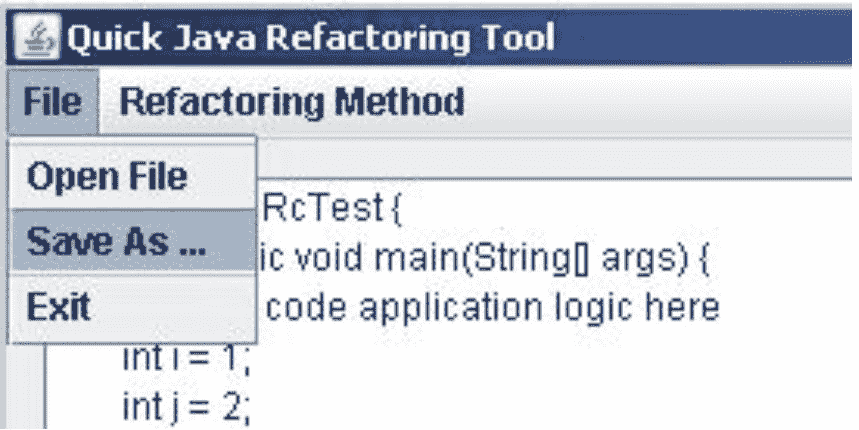 Quick Java Refactoring Tool
File Refactoring Method
Open File
RcTest {
Save As ...
ic void main(String[] args) {
Exit
code application logic here
int i = 1;
int j = 2;